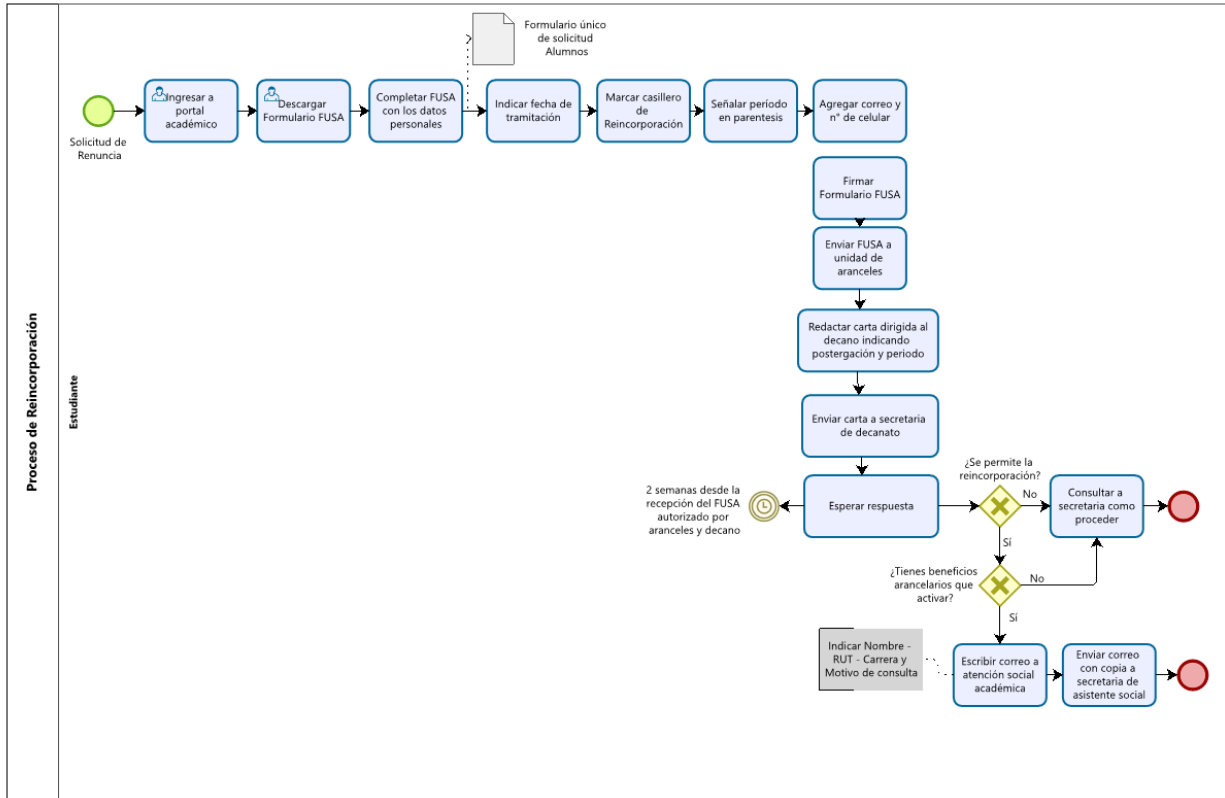 Proceso de Reincorporación
Estudiante
Formulario único
de solicitud
Alumnos
Solicitud de
Renuncia
Ingresar a
portal
académico
Descargar
Formulario FUSA
Completar FUSA
con los datos
personales
Indicar fecha de
tramitación
Marcar casillero
de
Reincorporación
Señalar período
en parentesis
Agregar correo y
n° de celular
Firmar
Formulario FUSA
Enviar FUSA a
unidad de
aranceles
Redactar carta dirigida al
decano indicando
postergación y periodo
Enviar carta a secretaria
de decanato
2 semanas desde la
recepción del FUSA
autorizado por
aranceles y decano
Esperar respuesta
¿Se permite la
reincorporación?
No
Consultar a
secretaria como
proceder
Sí
¿Tienes beneficios
arancelarios que
activar?
No
Sí
Indicar Nombre -
RUT - Carrera y
Motivo de consulta
Escribir correo a
atención social
académica
Enviar correo
con copia a
secretaria de
asistente social